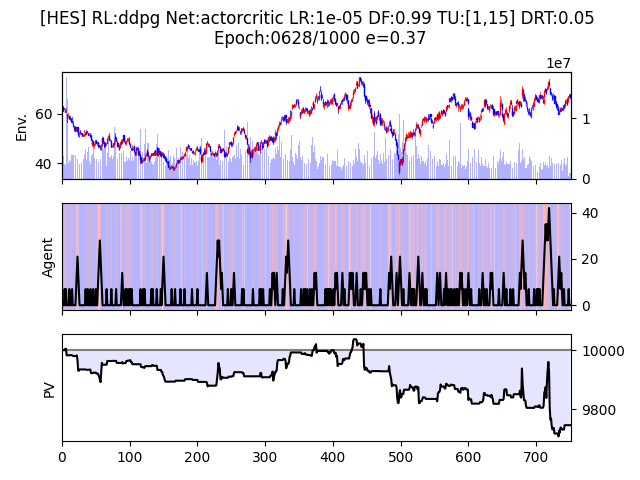 [HES] RL:ddpg Net:actorcritic LR:1e-05 DF:0.99 TU:[1,15] DRT:0.05
Epoch:0628/1000 e=0.37
1e7
Env.
60
40
1
0
Agent
40
20
0
PV
10000
9800
0 100 200 300 400 500 600 700